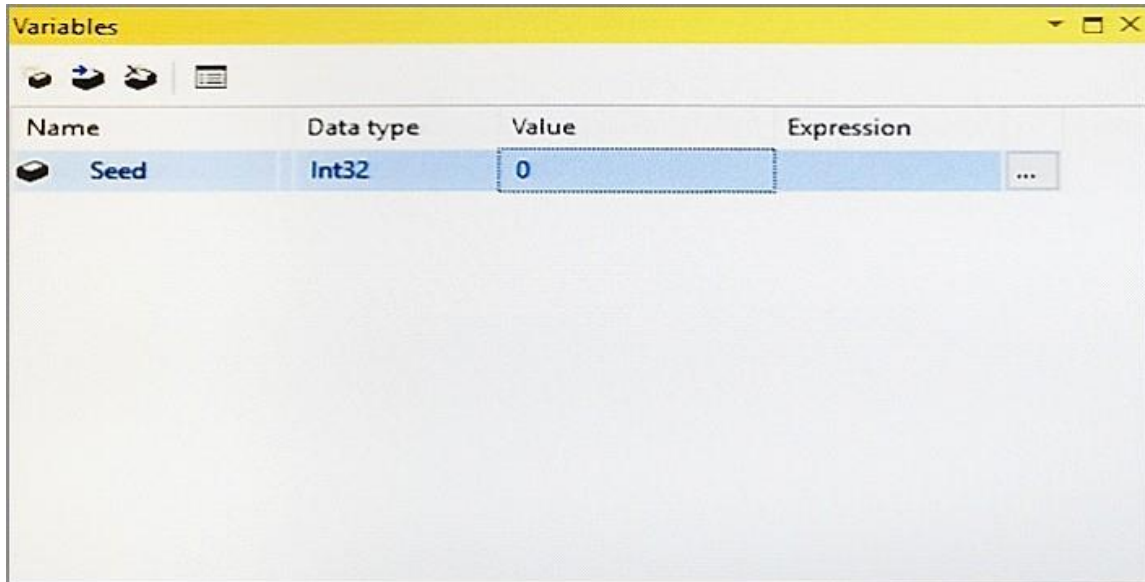 Variables
Name Data type Value Expression
Seed Int32 0 ...